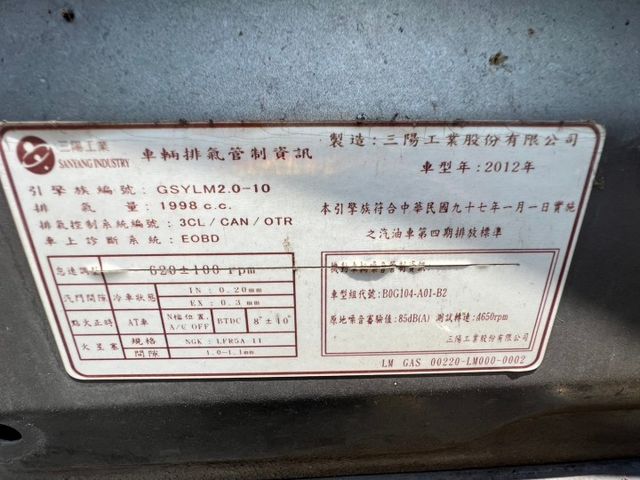 三陽工業
SANYANG INDUSTRY
車輛排氣管制資訊
製造：三陽工業股份有限公司
車型年：2012年
引擎族編號：GSYLM2.0-10
排氣量：1998 c.c.
排氣控制系統編號：3CL/CAN/OTR
車上診斷系統：EOBD
本引擎族符合中華民國九十七年一月一日實施
之汽油車第四期排放標準
怠速調 620±100 rpm
汽門間隙 冷車狀態 IN：0.20mm
EX：0.3mm
點火正時 AT車 N檔位置，A/C OFF BTDC 8°±10°
火星塞 規格 NGK：LFR5A-11
間隙 1.0~1.1mm
車型組代號：B0G104-A01-B2
原地噪音審驗值：85dB(A) 測試轉速：4650rpm
三陽工業股份有限公司
LM GAS 00220-LM000-0002